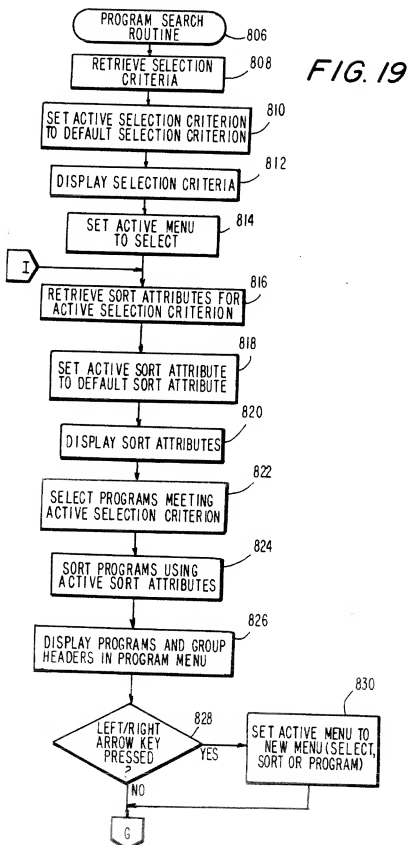 PROGRAM SEARCH
ROUTINE
806
FIG. 19
RETRIEVE SELECTION
CRITERIA
808
SET ACTIVE SELECTION CRITERION
TO DEFAULT SELECTION CRITERION
810
DISPLAY SELECTION CRITERIA
812
SET ACTIVE MENU
TO SELECT
814
I
RETRIEVE SORT ATTRIBUTES FOR
ACTIVE SELECTION CRITERION
816
SET ACTIVE SORT ATTRIBUTE
TO DEFAULT SORT ATTRIBUTE
818
DISPLAY SORT ATTRIBUTES
820
SELECT PROGRAMS MEETING
ACTIVE SELECTION CRITERION
822
SORT PROGRAMS USING
ACTIVE SORT ATTRIBUTES
824
DISPLAY PROGRAMS AND GROUP
HEADERS IN PROGRAM MENU
826
LEFT/RIGHT
ARROW KEY
PRESSED
?
828
YES
NO
SET ACTIVE MENU TO
NEW MENU (SELECT,
SORT OR PROGRAM)
830
G